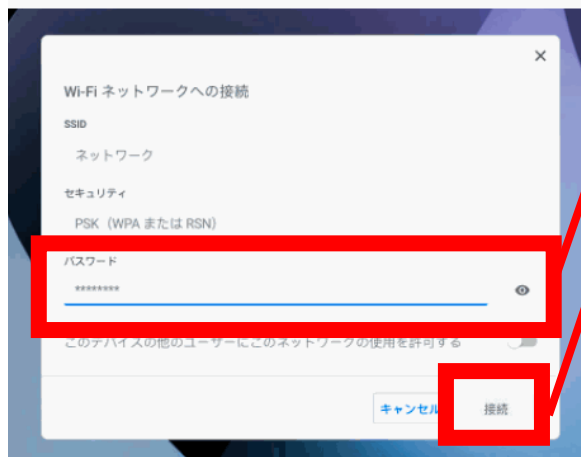 Wi-Fi ネットワークへの接続
SSID
ネットワーク
セキュリティ
PSK（WPA または RSN）
パスワード
********
このデバイスの他のユーザーにこのネットワークの使用を許可する
キャンセル
接続